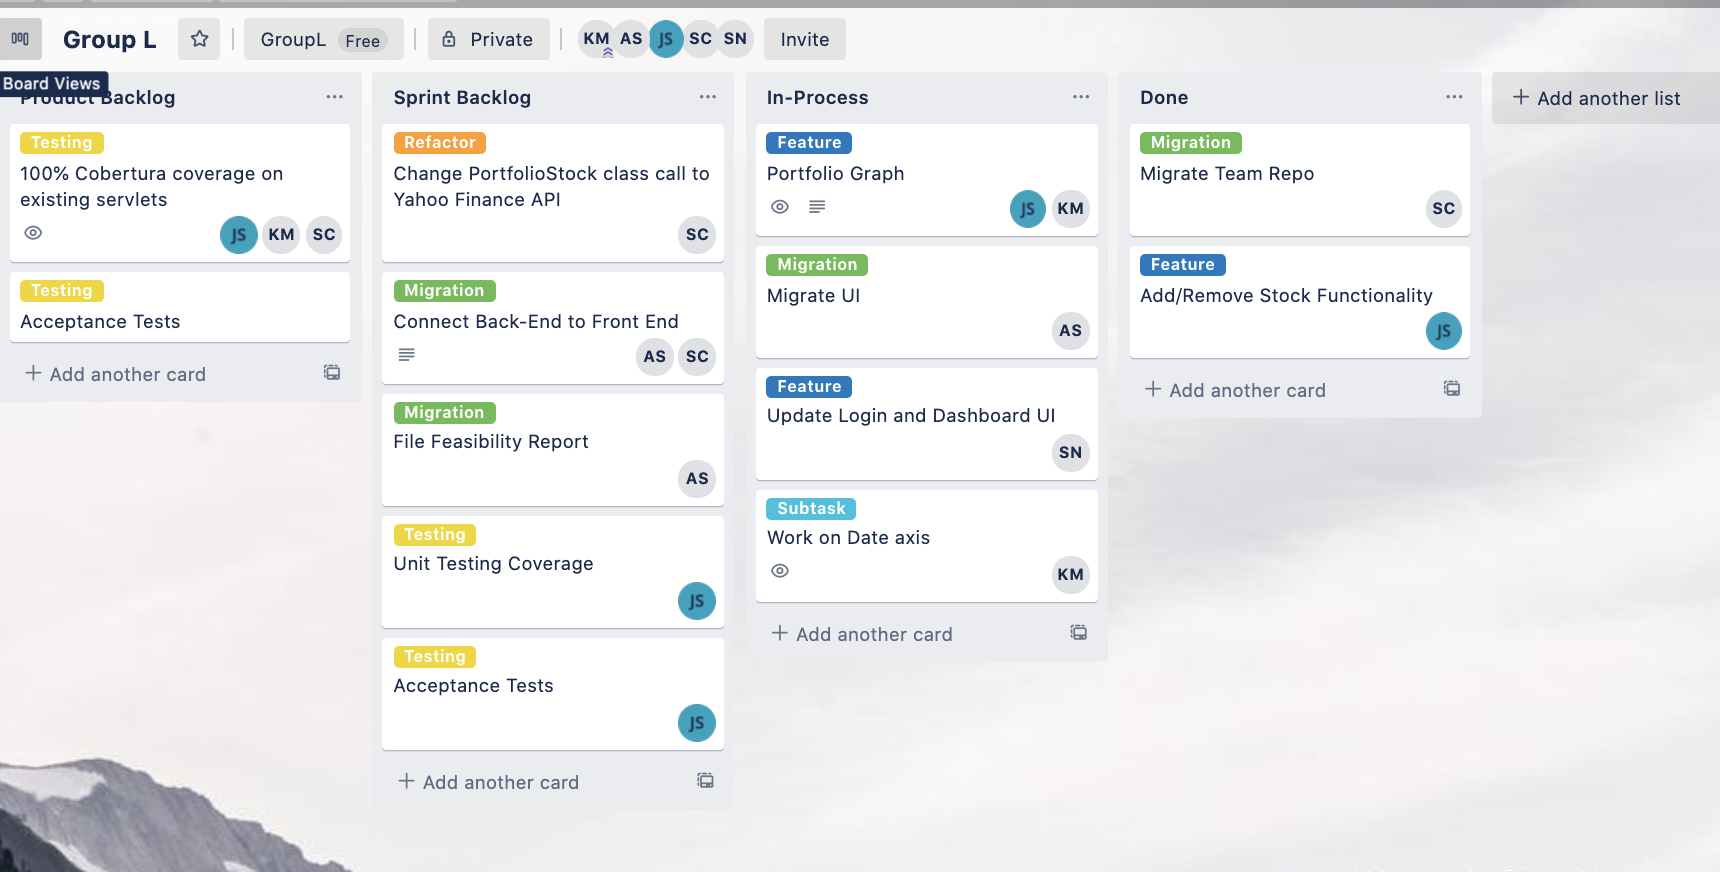 Group L
GroupL Free
Private
KM AS JS SC SN
Invite
Board Views
Product Backlog
Testing
100% Cobertura coverage on
existing servlets
JS KM SC
Testing
Acceptance Tests
Add another card
Sprint Backlog
Refactor
Change PortfolioStock class call to
Yahoo Finance API
SC
Migration
Connect Back-End to Front End
AS SC
Migration
File Feasibility Report
AS
Testing
Unit Testing Coverage
JS
Testing
Acceptance Tests
JS
Add another card
In-Process
Feature
Portfolio Graph
JS KM
Migration
Migrate UI
AS
Feature
Update Login and Dashboard UI
SN
Subtask
Work on Date axis
KM
Add another card
Done
Migration
Migrate Team Repo
SC
Feature
Add/Remove Stock Functionality
JS
Add another card
Add another list